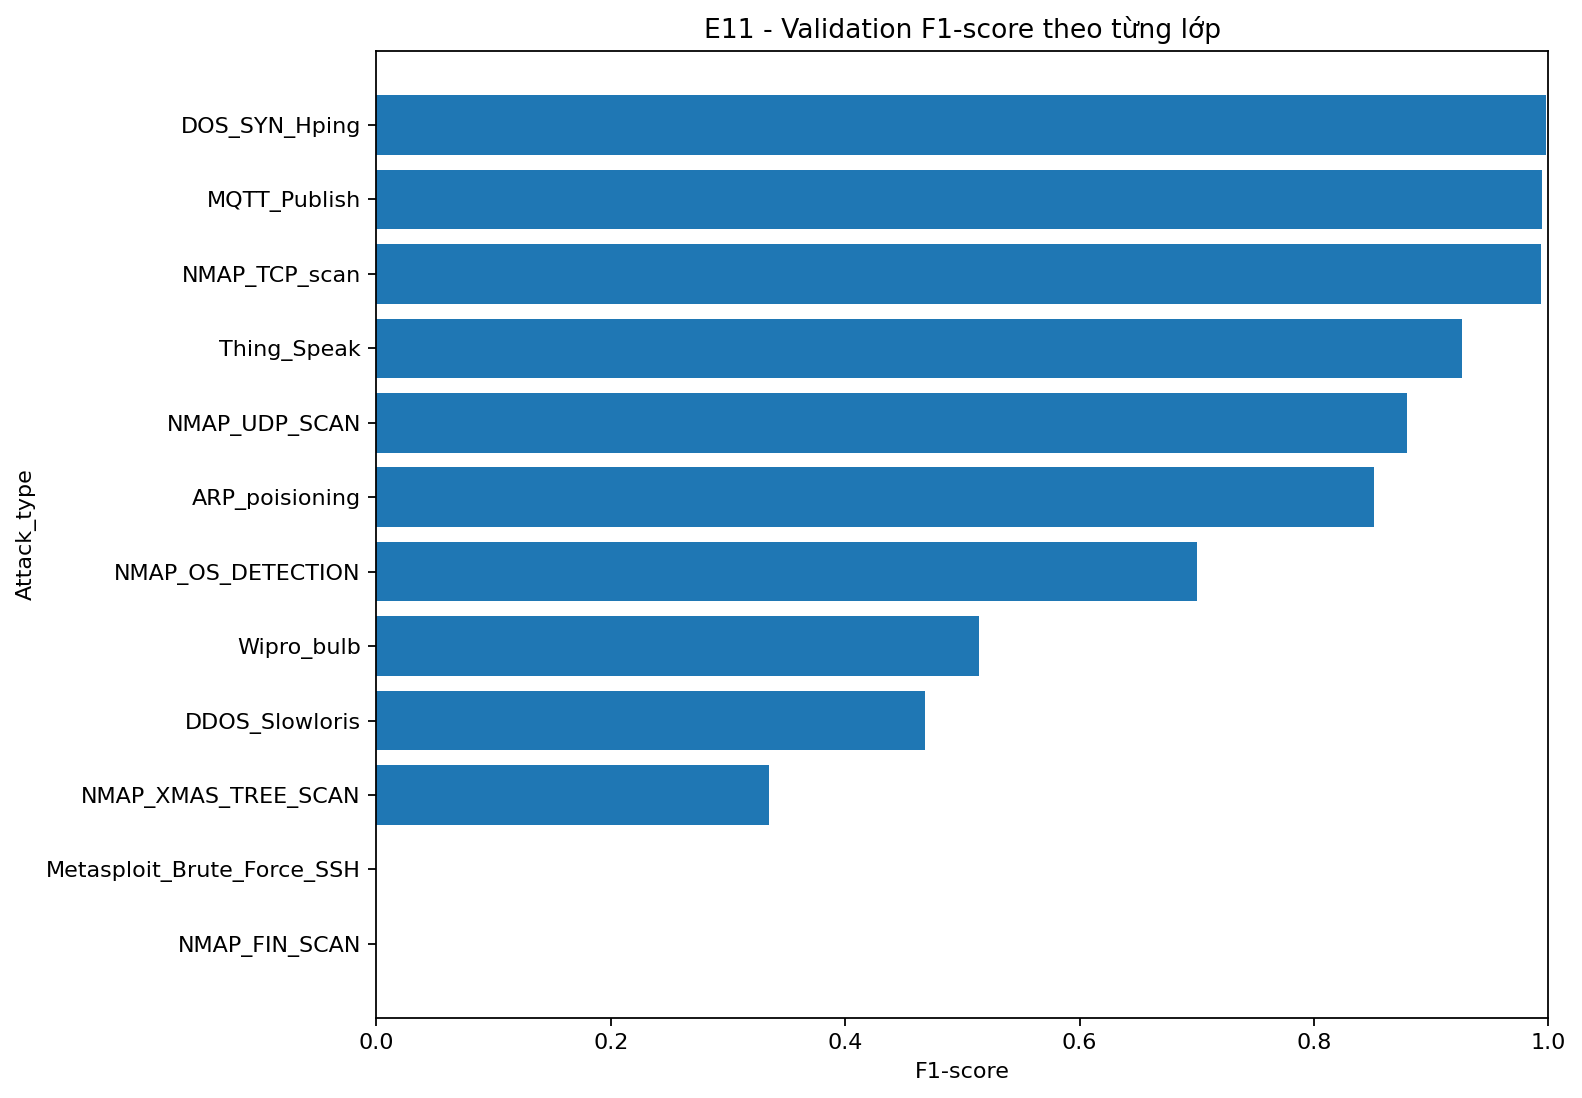 E11 - Validation F1-score theo từng lớp
Attack_type
DOS_SYN_Hping
MQTT_Publish
NMAP_TCP_scan
Thing_Speak
NMAP_UDP_SCAN
ARP_poisioning
NMAP_OS_DETECTION
Wipro_bulb
DDOS_Slowloris
NMAP_XMAS_TREE_SCAN
Metasploit_Brute_Force_SSH
NMAP_FIN_SCAN
0.0 0.2 0.4 0.6 0.8 1.0
F1-score